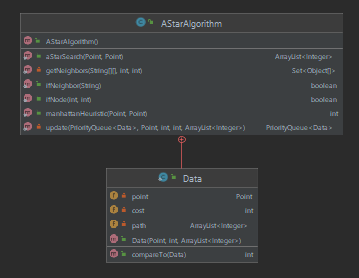 AStarAlgorithm
AStarAlgorithm()
aStarSearch(Point, Point) ArrayList<Integer>
getNeighbors(String[][], int, int) Set<Object[]>
ifNeighbor(String) boolean
ifNode(int, int) boolean
manhattanHeuristic(Point, Point) int
update(PriorityQueue<Data>, Point, int, int, ArrayList<Integer>) PriorityQueue<Data>
Data
point Point
cost int
path ArrayList<Integer>
Data(Point, int, ArrayList<Integer>)
compareTo(Data) int